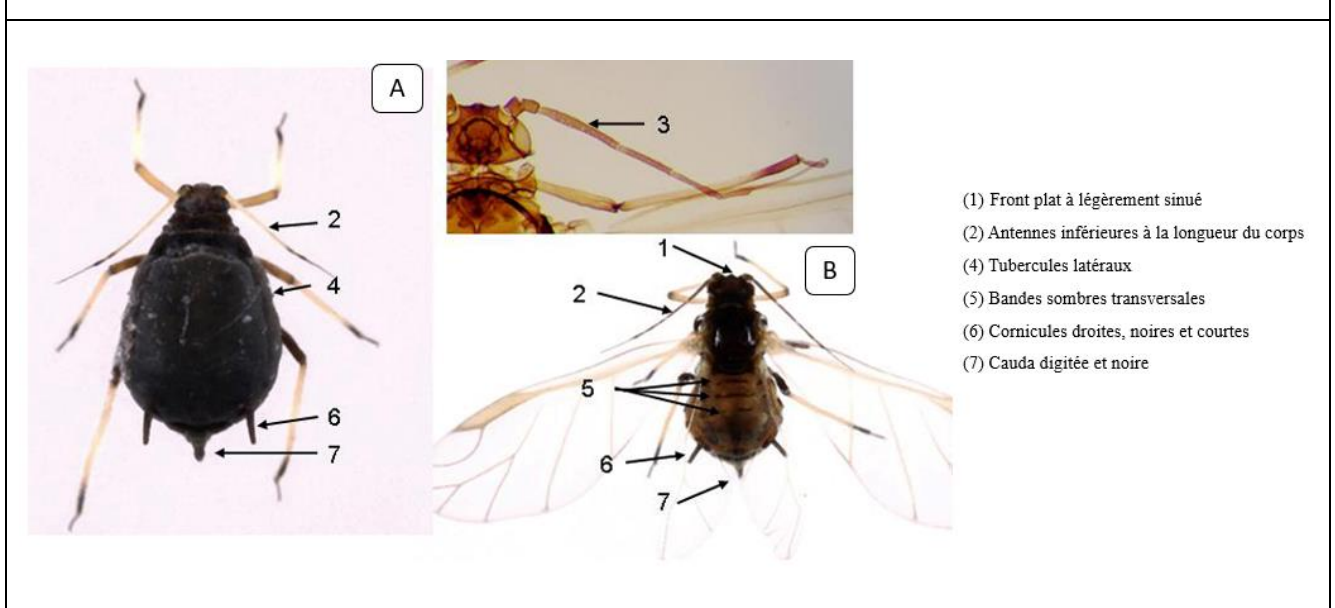 A
2
4
6
7
3
1
B
2
5
6
7
(1) Front plat à légèrement sinué
(2) Antennes inférieures à la longueur du corps
(4) Tubercules latéraux
(5) Bandes sombres transversales
(6) Cornicules droites, noires et courtes
(7) Cauda digitée et noire